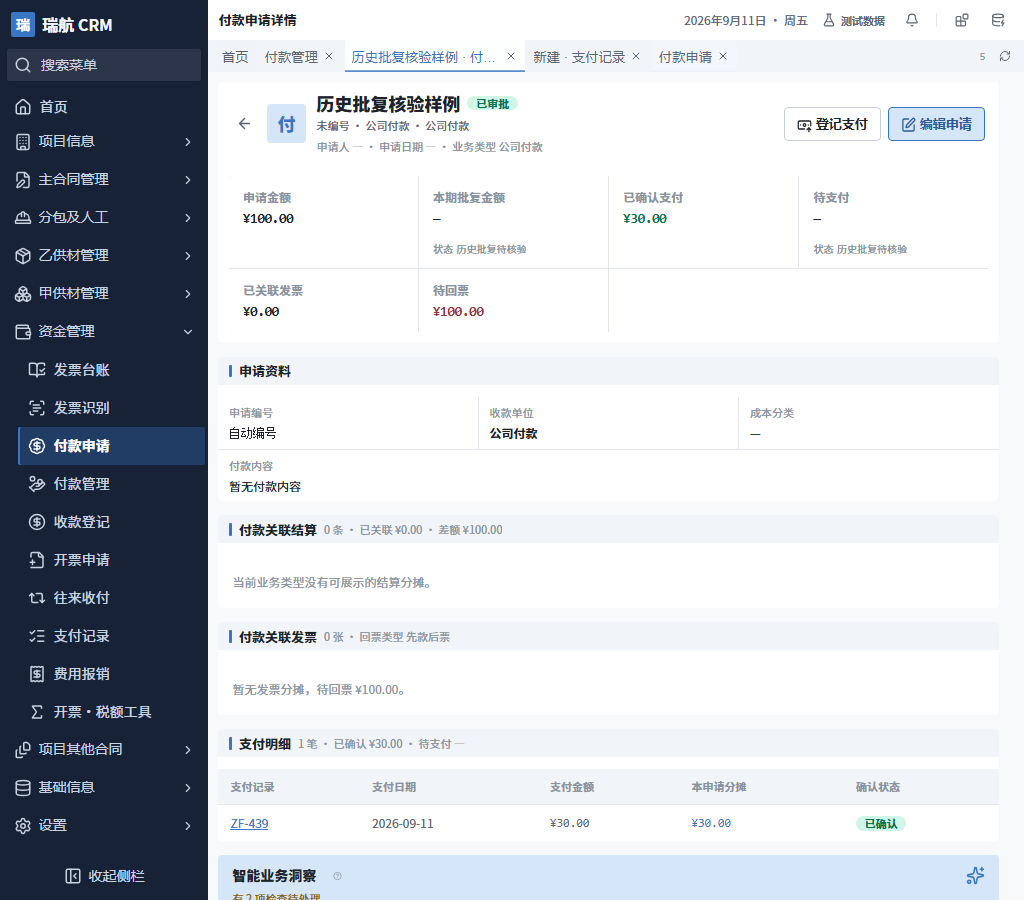 瑞 瑞航 CRM
搜索菜单
首页
项目信息
主合同管理
分包及人工
乙供材管理
甲供材管理
资金管理
发票台账
发票识别
付款申请
付款管理
收款登记
开票申请
往来收付
支付记录
费用报销
开票・税额工具
项目其他合同
基础信息
设置
收起侧栏
付款申请详情
2026年9月11日 · 周五 测试数据
首页 付款管理 × 历史批复核验样例 · 付... × 新建 · 支付记录 × 付款申请 × 5
付
历史批复核验样例 已审批
未编号 · 公司付款 · 公司付款
申请人 — · 申请日期 — · 业务类型 公司付款
登记支付 编辑申请
申请金额
¥100.00
本期批复金额
—
状态 历史批复待核验
已确认支付
¥30.00
待支付
—
状态 历史批复待核验
已关联发票
¥0.00
待回票
¥100.00
申请资料
申请编号
自动编号
收款单位
公司付款
成本分类
—
付款内容
暂无付款内容
付款关联结算 0 条 · 已关联 ¥0.00 · 差额 ¥100.00
当前业务类型没有可展示的结算分摊。
付款关联发票 0 张 · 回票类型 先款后票
暂无发票分摊，待回票 ¥100.00。
支付明细 1 笔 · 已确认 ¥30.00 · 待支付 —
支付记录 支付日期 支付金额 本申请分摊 确认状态
ZF-439 2026-09-11 ¥30.00 ¥30.00 已确认
智能业务洞察
有 2 项检查待处理